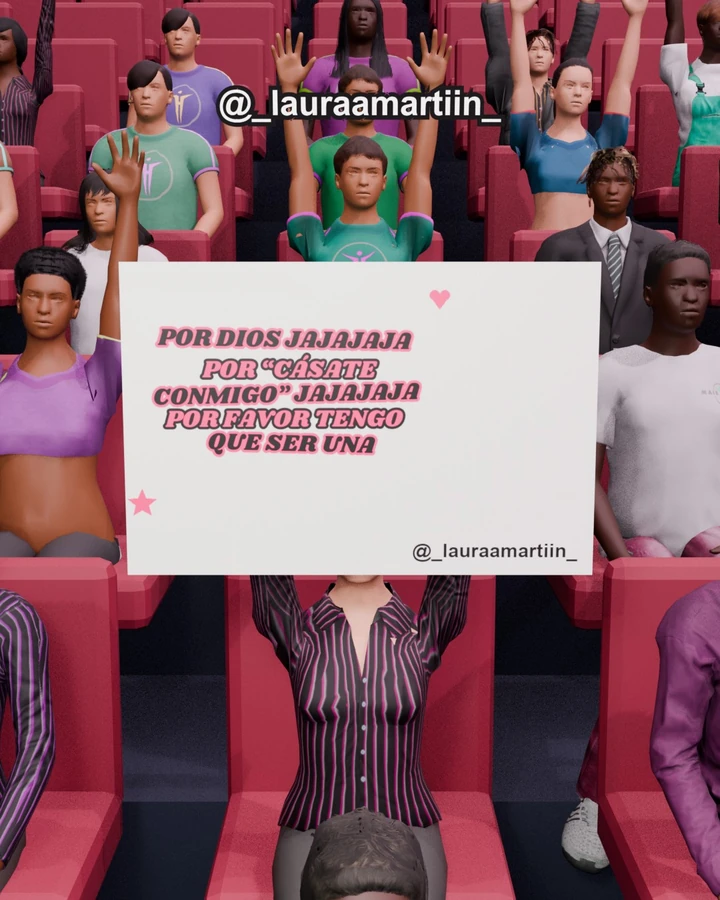 @_lauraamartiin_
POR DIOS JAJAJAJA
POR “CÁSATE
CONMIGO” JAJAJAJA
POR FAVOR TENGO
QUE SER UNA
@_lauraamartiin_